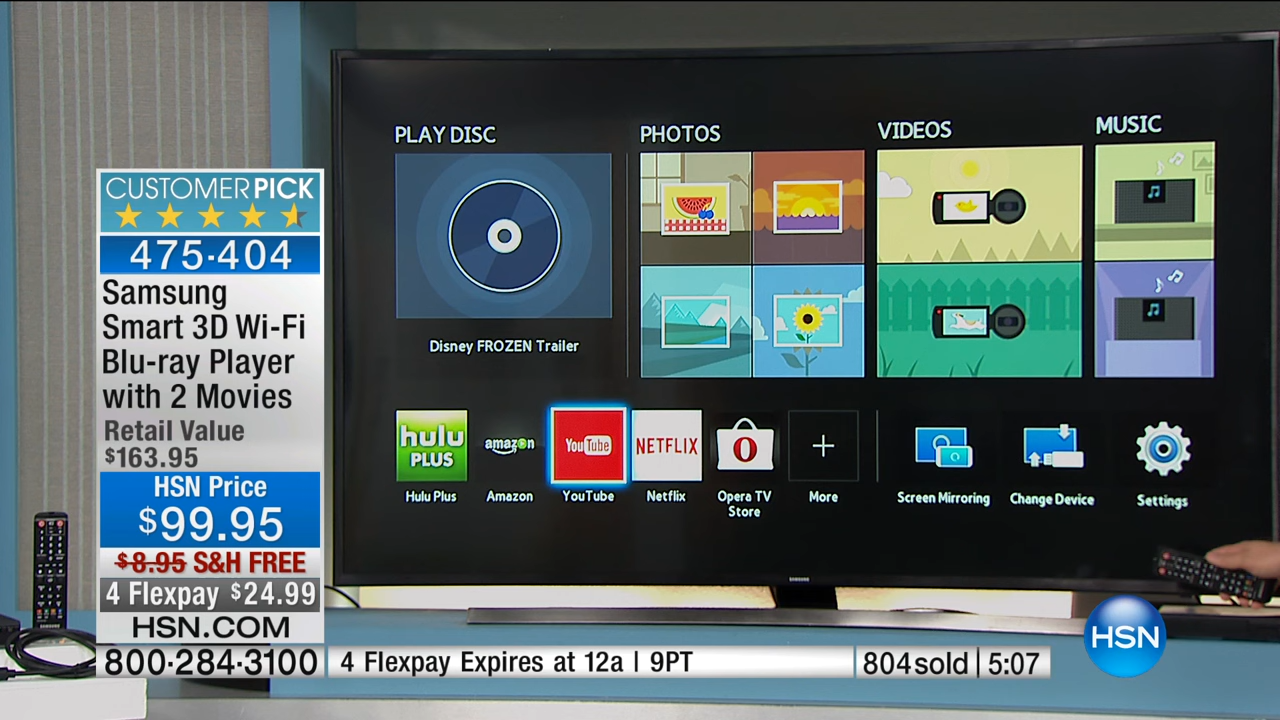 CUSTOMER PICK
475-404
Samsung
Smart 3D Wi-Fi
Blu-ray Player
with 2 Movies
Retail Value
$163.95
HSN Price
$99.95
$8.95 S&H FREE
4 Flexpay $24.99
HSN.COM
800-284-3100
4 Flexpay Expires at 12a | 9PT
804 sold | 5:07
HSN
PLAY DISC
PHOTOS
VIDEOS
MUSIC
Disney FROZEN Trailer
hulu
PLUS
amazon
YouTube
NETFLIX
O
+
Hulu Plus
Amazon
YouTube
Netflix
Opera TV
Store
More
Screen Mirroring
Change Device
Settings
SAMSUNG